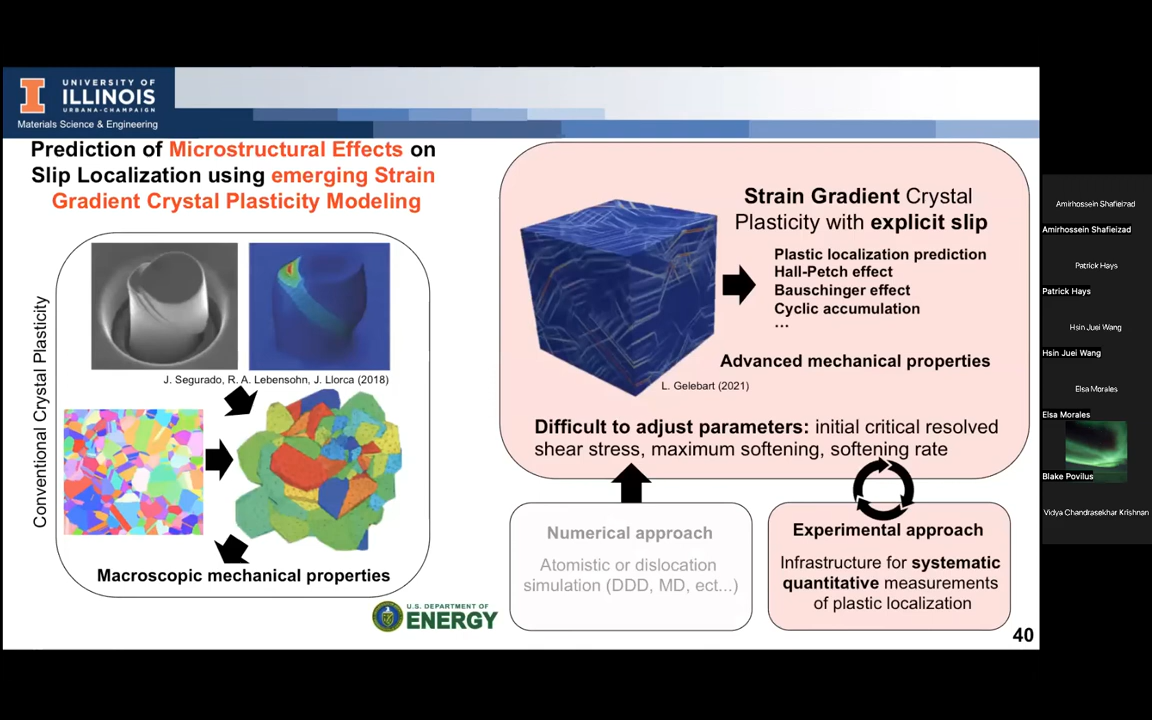 UNIVERSITY OF
ILLINOIS
URBANA-CHAMPAIGN
Materials Science & Engineering
Prediction of Microstructural Effects on
Slip Localization using emerging Strain
Gradient Crystal Plasticity Modeling
Conventional Crystal Plasticity
J. Segurado, R. A. Lebensohn, J. Llorca (2018)
Macroscopic mechanical properties
U.S. DEPARTMENT OF
ENERGY
Strain Gradient Crystal
Plasticity with explicit slip
Plastic localization prediction
Hall-Petch effect
Bauschinger effect
Cyclic accumulation
...
Advanced mechanical properties
L. Gelebart (2021)
Difficult to adjust parameters: initial critical resolved
shear stress, maximum softening, softening rate
Numerical approach
Atomistic or dislocation
simulation (DDD, MD, ect...)
Experimental approach
Infrastructure for systematic
quantitative measurements
of plastic localization
40
Amirhossein Shafieizad
Amirhossein Shafieizad
Patrick Hays
Patrick Hays
Hsin Juei Wang
Hsin Juei Wang
Elsa Morales
Elsa Morales
Blake Povilus
Vidya Chandrasekhar Krishnan